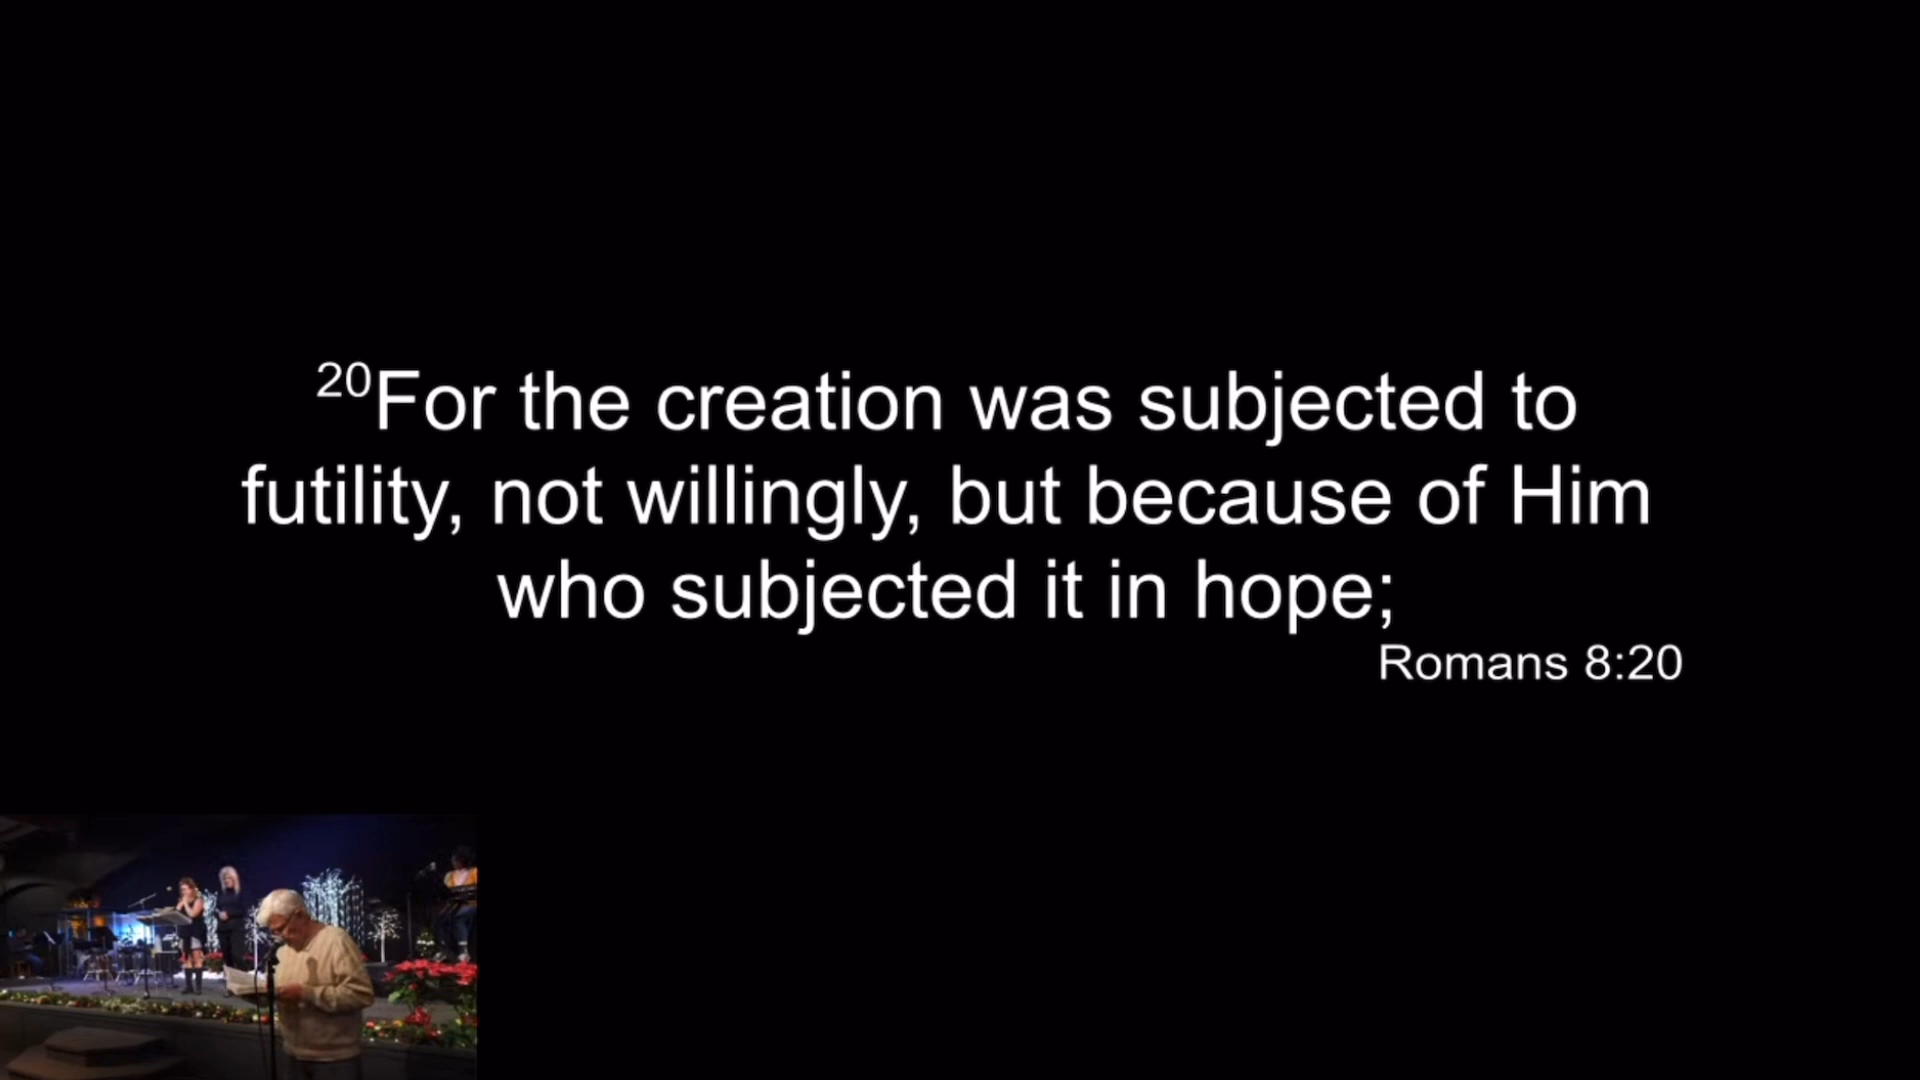 20For the creation was subjected to
futility, not willingly, but because of Him
who subjected it in hope;
Romans 8:20